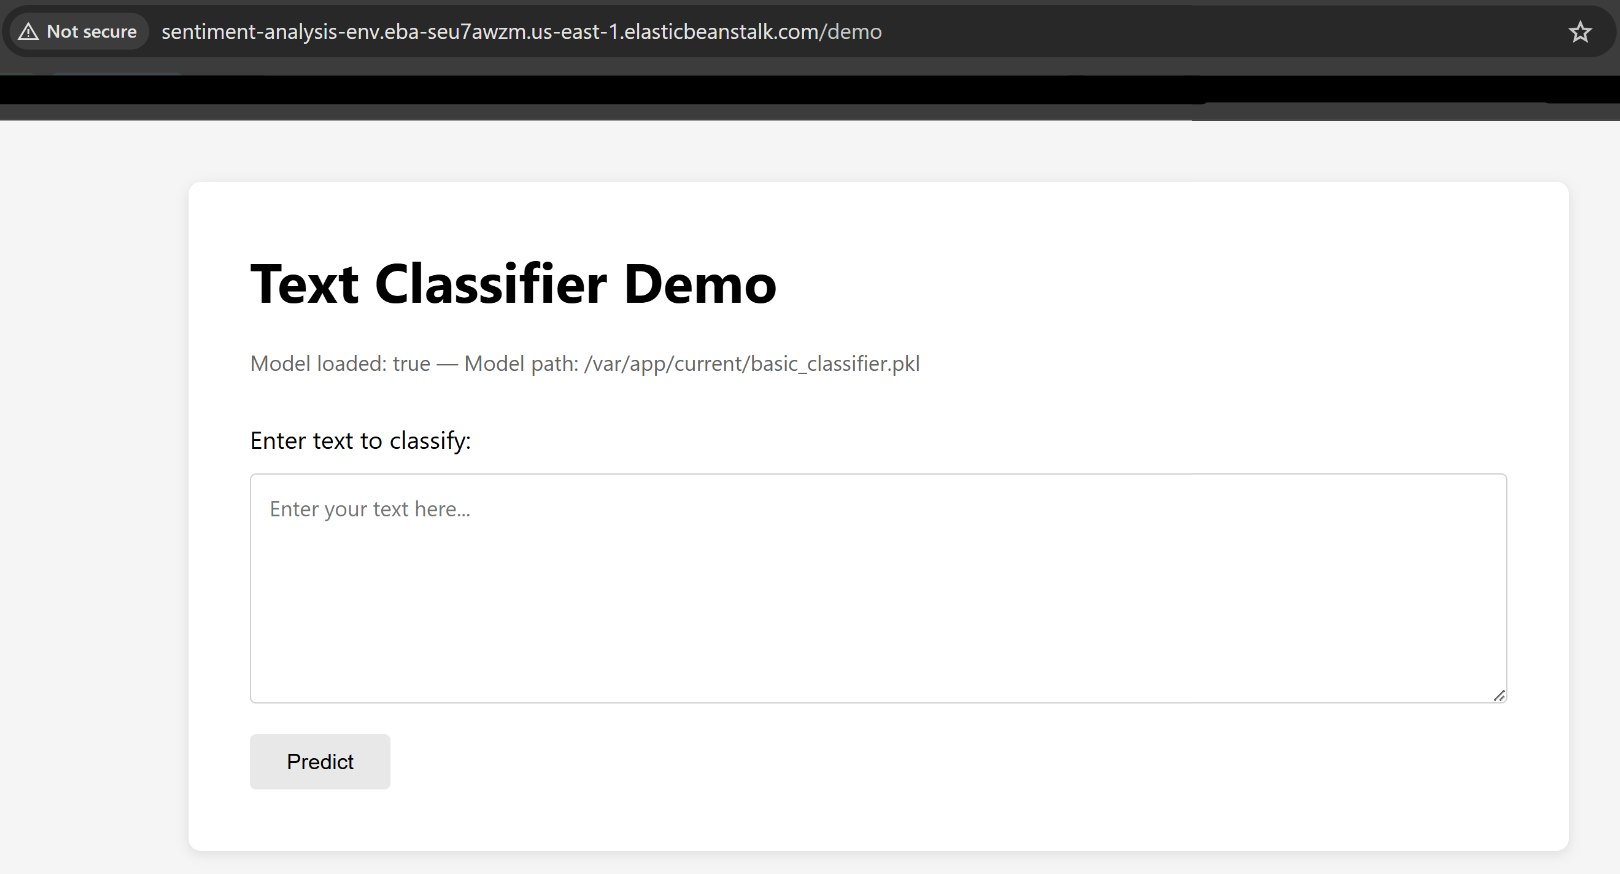 Not secure sentiment-analysis-env.eba-seu7awzm.us-east-1.elasticbeanstalk.com/demo
Text Classifier Demo
Model loaded: true — Model path: /var/app/current/basic_classifier.pkl
Enter text to classify:
Enter your text here...
Predict